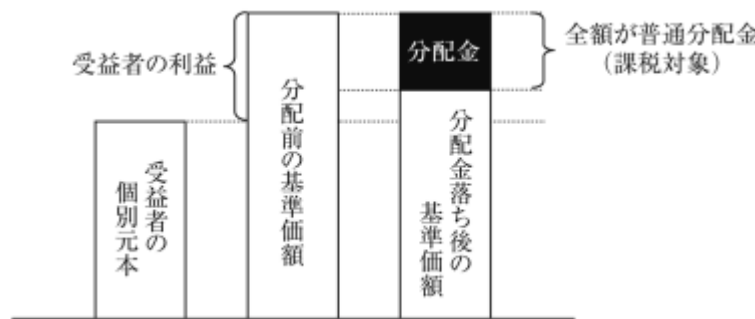 受益者の利益
受益者の
個別元本
分配前の基準価額
分配金
分配金落ち後の
基準価額
全額が普通分配金
（課税対象）